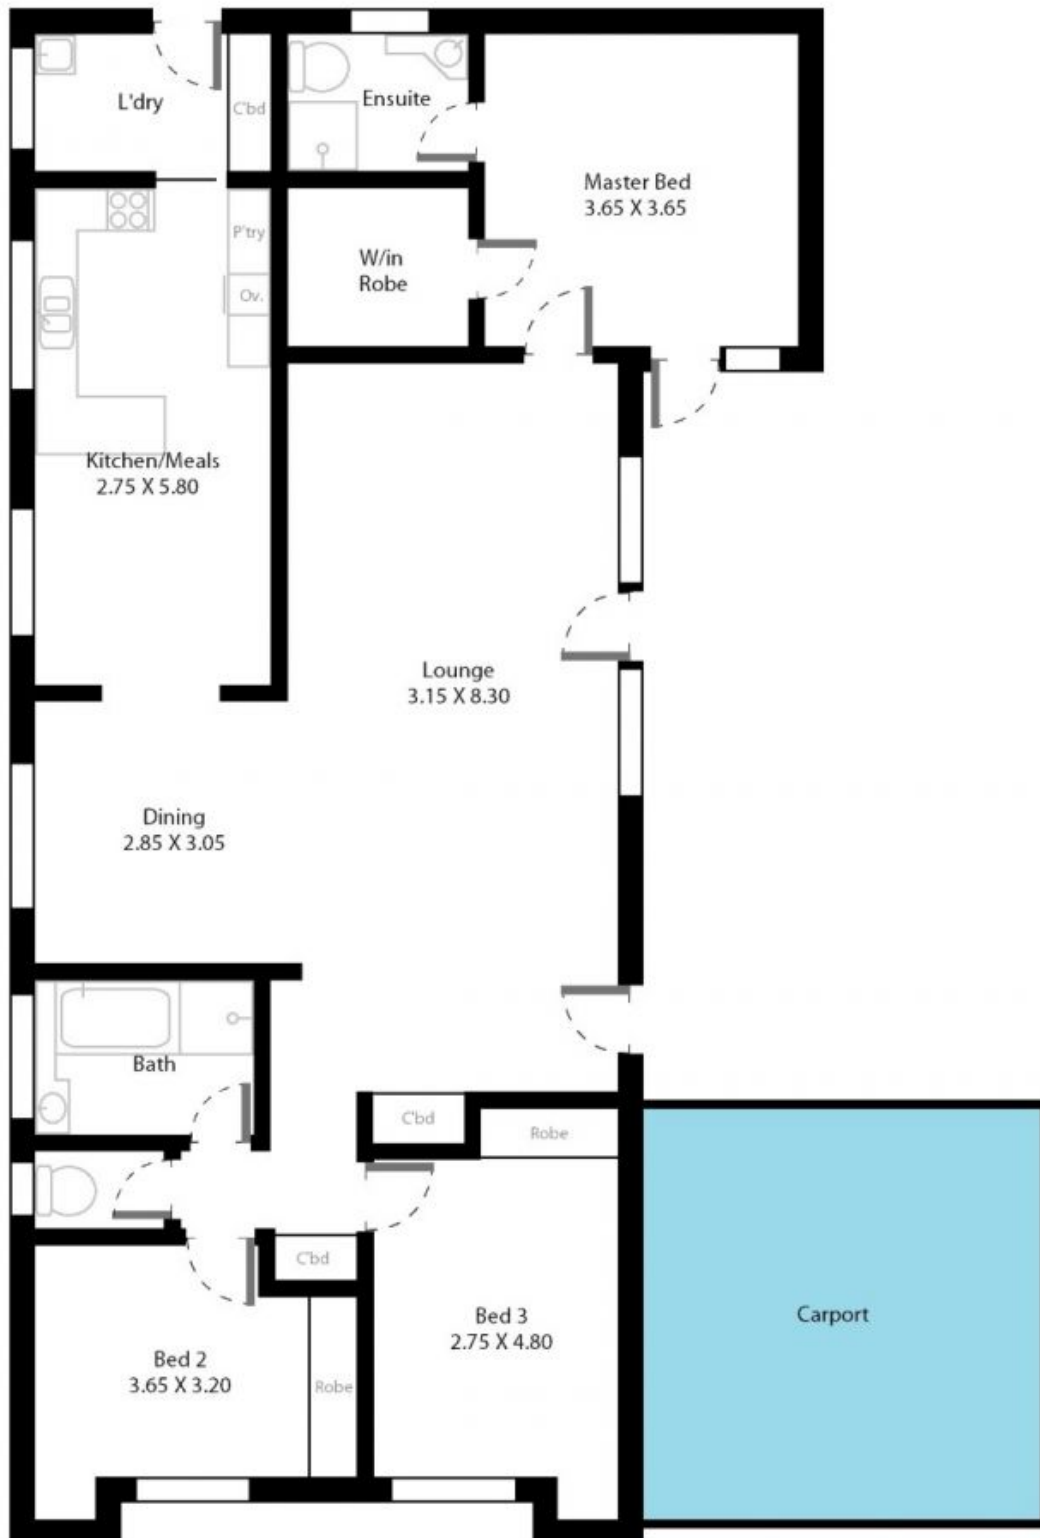 L'dry
C'bd
Ensuite
Master Bed
3.65 X 3.65
P'try
W/in
Robe
Ov.
Kitchen/Meals
2.75 X 5.80
Lounge
3.15 X 8.30
Dining
2.85 X 3.05
Bath
C'bd
Robe
C'bd
Bed 3
2.75 X 4.80
Carport
Bed 2
3.65 X 3.20
Robe